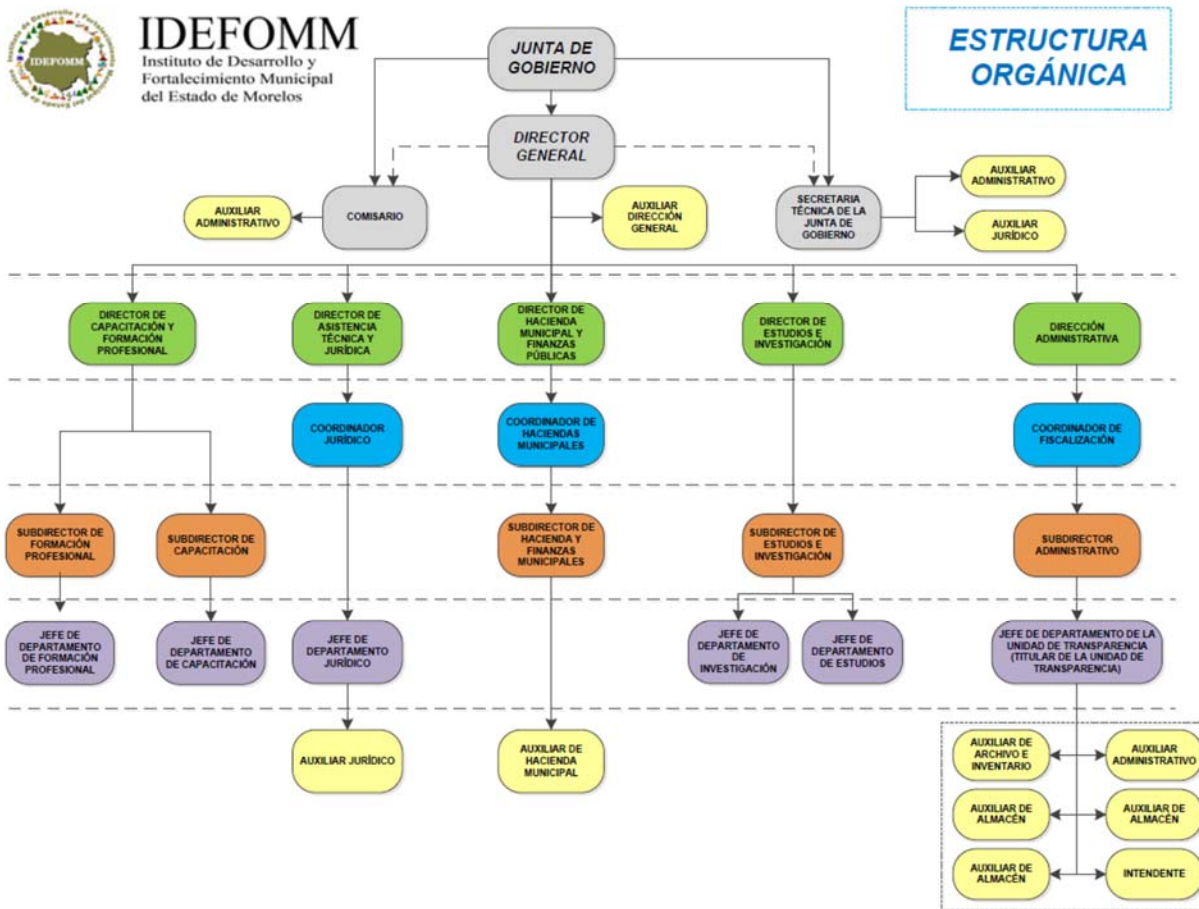 IDEFOMM
IDEFOMM
Instituto de Desarrollo y
Fortalecimiento Municipal
del Estado de Morelos
JUNTA DE
GOBIERNO
ESTRUCTURA
ORGÁNICA
DIRECTOR
GENERAL
AUXILIAR
ADMINISTRATIVO
COMISARIO
AUXILIAR
DIRECCIÓN
GENERAL
SECRETARIA
TÉCNICA DE LA
JUNTA DE
GOBIERNO
AUXILIAR
ADMINISTRATIVO
AUXILIAR
JURÍDICO
DIRECTOR DE
CAPACITACIÓN Y
FORMACIÓN
PROFESIONAL
DIRECTOR DE
ASISTENCIA
TÉCNICA Y
JURÍDICA
DIRECTOR DE
HACIENDA
MUNICIPAL Y
FINANZAS
PÚBLICAS
DIRECTOR DE
ESTUDIOS E
INVESTIGACIÓN
DIRECCIÓN
ADMINISTRATIVA
COORDINADOR
JURÍDICO
COORDINADOR DE
HACIENDAS
MUNICIPALES
COORDINADOR DE
FISCALIZACIÓN
SUBDIRECTOR DE
FORMACIÓN
PROFESIONAL
SUBDIRECTOR DE
CAPACITACIÓN
SUBDIRECTOR DE
HACIENDA Y
FINANZAS
MUNICIPALES
SUBDIRECTOR DE
ESTUDIOS E
INVESTIGACIÓN
SUBDIRECTOR
ADMINISTRATIVO
JEFE DE
DEPARTAMENTO
DE FORMACIÓN
PROFESIONAL
JEFE DE
DEPARTAMENTO
DE CAPACITACIÓN
JEFE DE
DEPARTAMENTO
JURÍDICO
JEFE DE
DEPARTAMENTO
DE
INVESTIGACIÓN
JEFE DE
DEPARTAMENTO
DE ESTUDIOS
JEFE DE DEPARTAMENTO DE LA
UNIDAD DE TRANSPARENCIA
(TITULAR DE LA UNIDAD DE
TRANSPARENCIA)
AUXILIAR JURÍDICO
AUXILIAR DE
HACIENDA
MUNICIPAL
AUXILIAR DE
ARCHIVO E
INVENTARIO
AUXILIAR
ADMINISTRATIVO
AUXILIAR DE
ALMACÉN
AUXILIAR DE
ALMACÉN
AUXILIAR DE
ALMACÉN
INTENDENTE